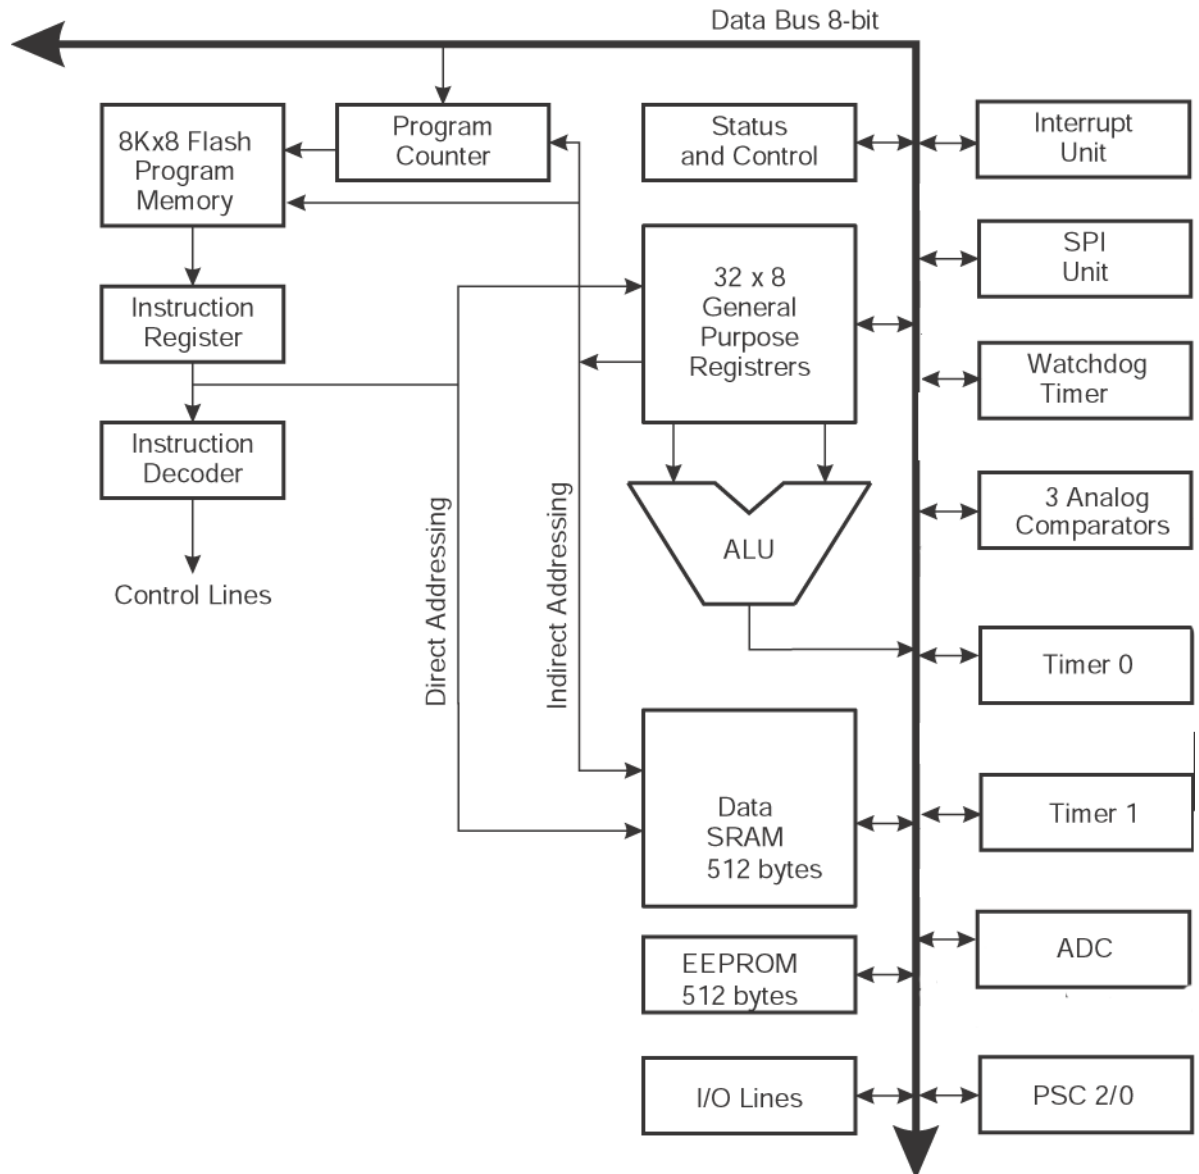 Data Bus 8-bit
8Kx8 Flash
Program
Memory
Program
Counter
Status
and Control
Interrupt
Unit
32 x 8
General
Purpose
Registrers
SPI
Unit
Instruction
Register
Watchdog
Timer
Instruction
Decoder
Control Lines
Direct Addressing
Indirect Addressing
ALU
3 Analog
Comparators
Timer 0
Data
SRAM
512 bytes
Timer 1
EEPROM
512 bytes
ADC
I/O Lines
PSC 2/0